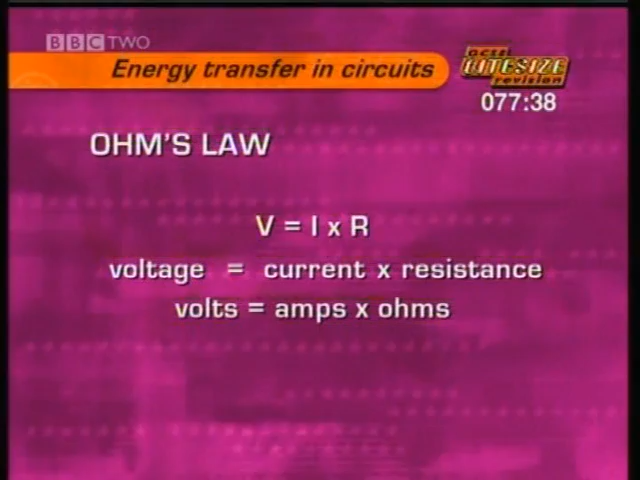 BBC TWO
Energy transfer in circuits
GCSE
BITESIZE
revision
077:38
OHM'S LAW
V = I x R
voltage = current x resistance
volts = amps x ohms